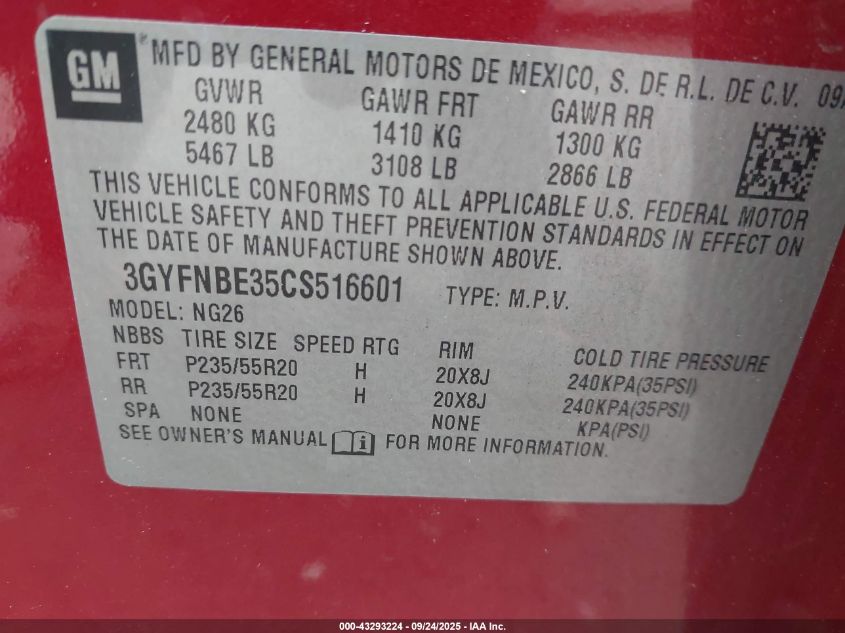 GM
® MFD BY GENERAL MOTORS DE MEXICO, S. DE R.L. DE C.V. 09/
GVWR GAWR FRT GAWR RR
2480 KG 1410 KG 1300 KG
5467 LB 3108 LB 2866 LB
THIS VEHICLE CONFORMS TO ALL APPLICABLE U.S. FEDERAL MOTOR
VEHICLE SAFETY AND THEFT PREVENTION STANDARDS IN EFFECT ON
THE DATE OF MANUFACTURE SHOWN ABOVE.
3GYFNBE35CS516601 TYPE: M.P.V.
MODEL: NG26
NBBS TIRE SIZE SPEED RTG RIM COLD TIRE PRESSURE
FRT P235/55R20 H 20X8J 240KPA(35PSI)
RR P235/55R20 H 20X8J 240KPA(35PSI)
SPA NONE NONE KPA(PSI)
SEE OWNER'S MANUAL i FOR MORE INFORMATION.
000-43293224 - 09/24/2025 - IAA Inc.